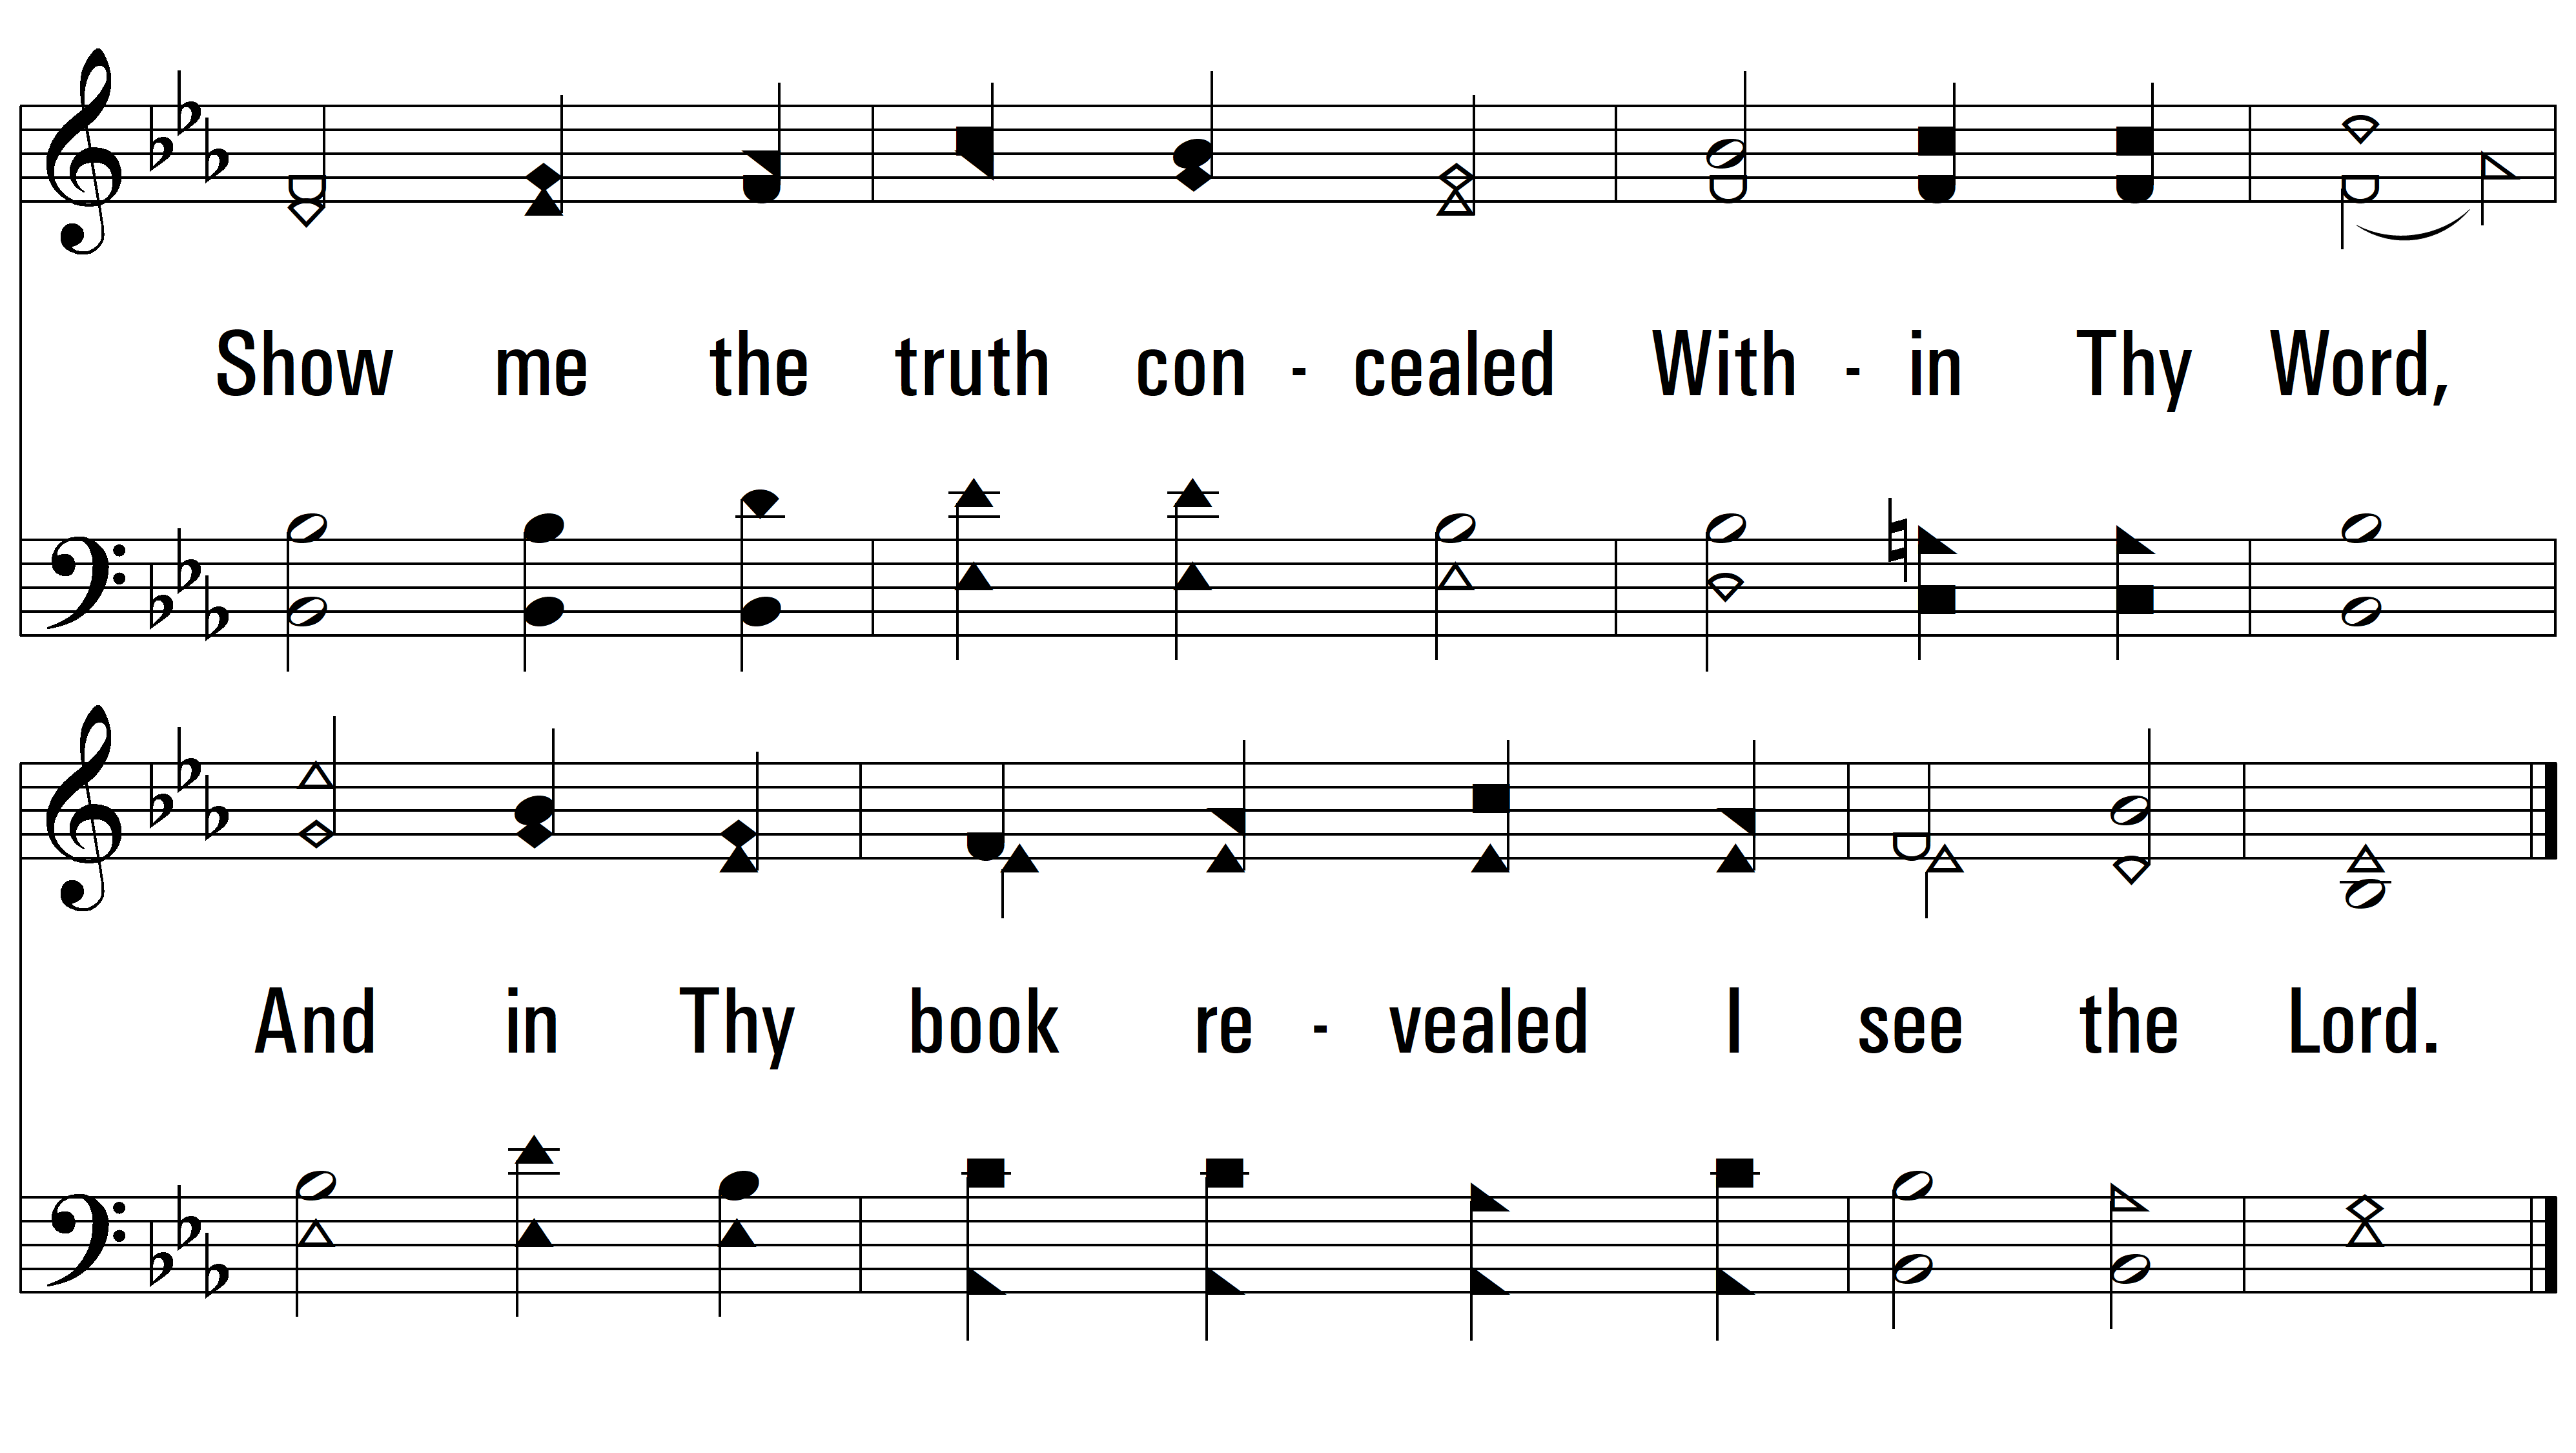 Show me the truth con - cealed With - in Thy Word,
And in Thy book re - vealed I see the Lord.